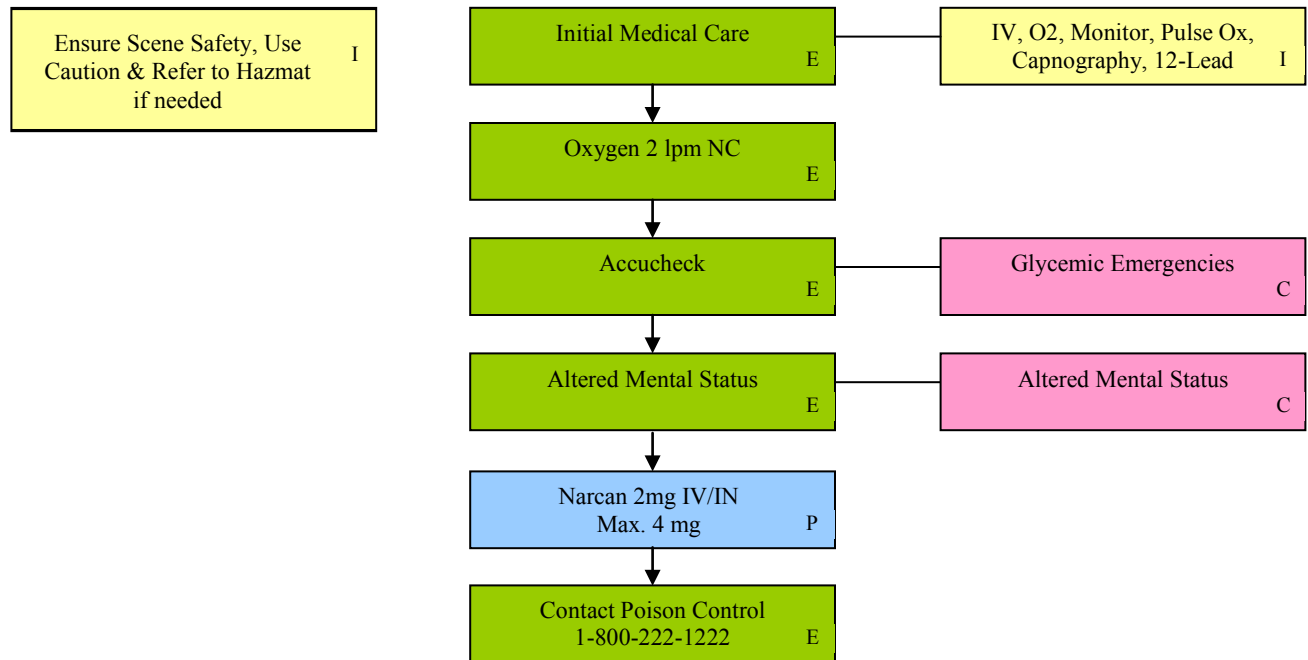 Ensure Scene Safety, Use
Caution & Refer to Hazmat
if needed
I
Initial Medical Care
E
IV, O2, Monitor, Pulse Ox,
Capnography, 12-Lead
I
Oxygen 2 lpm NC
E
Accucheck
E
Glycemic Emergencies
C
Altered Mental Status
E
Altered Mental Status
C
Narcan 2mg IV/IN
Max. 4 mg
P
Contact Poison Control
1-800-222-1222
E